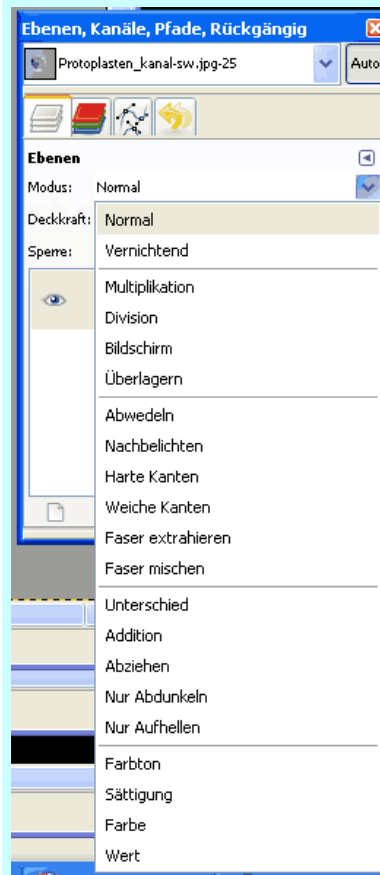 Ebenen, Kanäle, Pfade, Rückgängig
Protoplasten_kanal-sw.jpg-25
Auto
Ebenen
Modus: Normal
Deckkraft:
Sperre:
Normal
Vernichtend
Multiplikation
Division
Bildschirm
Überlagern
Abwedeln
Nachbelichten
Harte Kanten
Weiche Kanten
Faser extrahieren
Faser mischen
Unterschied
Addition
Abziehen
Nur Abdunkeln
Nur Aufhellen
Farbton
Sättigung
Farbe
Wert